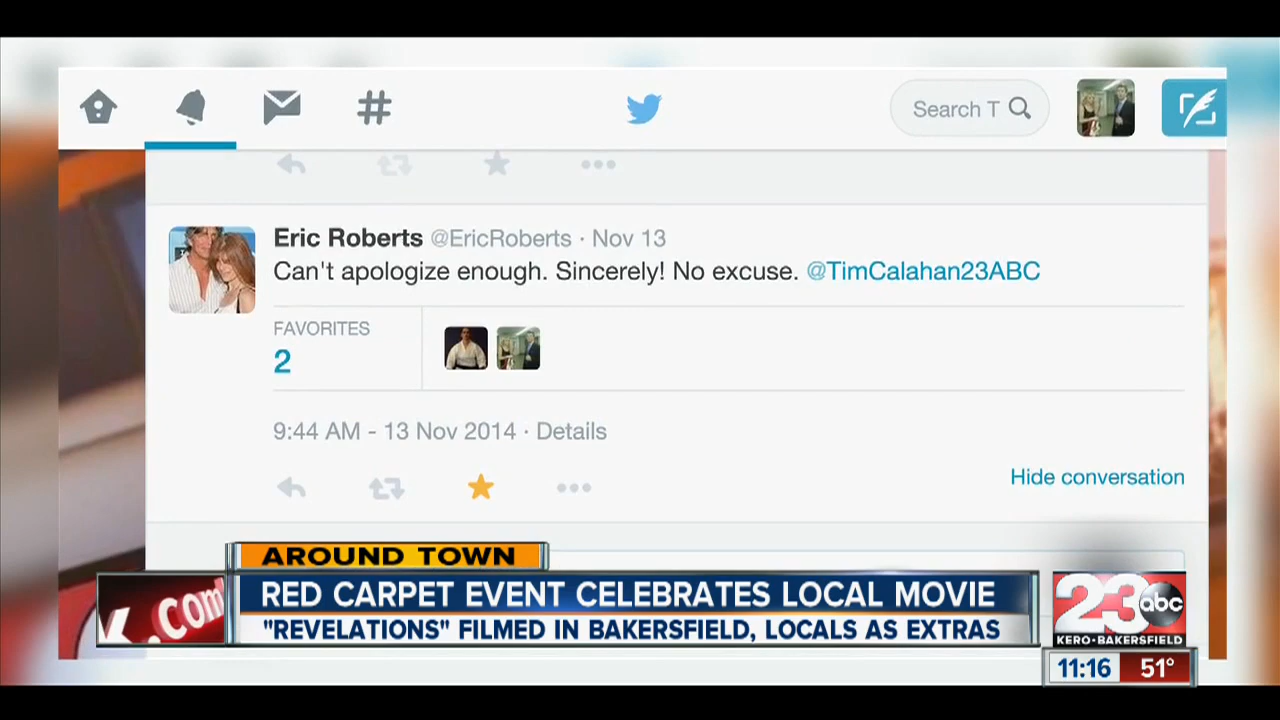 #
Search T
Eric Roberts @EricRoberts · Nov 13
Can't apologize enough. Sincerely! No excuse. @TimCalahan23ABC
FAVORITES
2
9:44 AM - 13 Nov 2014 · Details
Hide conversation
AROUND TOWN
k.com
RED CARPET EVENT CELEBRATES LOCAL MOVIE
"REVELATIONS" FILMED IN BAKERSFIELD, LOCALS AS EXTRAS
23 abc
KERO·BAKERSFIELD
11:16 51°